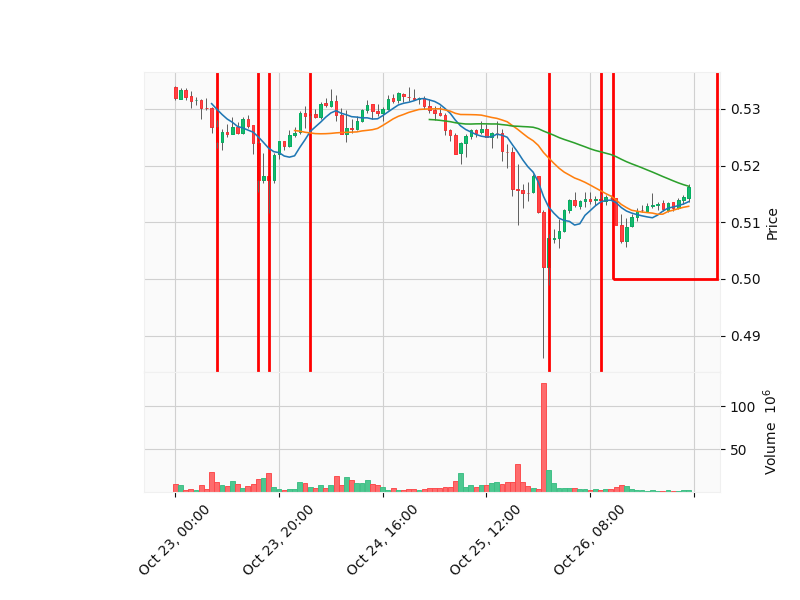 0.53
0.52
0.51
0.50
0.49
Price
100
50
Volume 10^6
Oct 23, 00:00
Oct 23, 20:00
Oct 24, 16:00
Oct 25, 12:00
Oct 26, 08:00